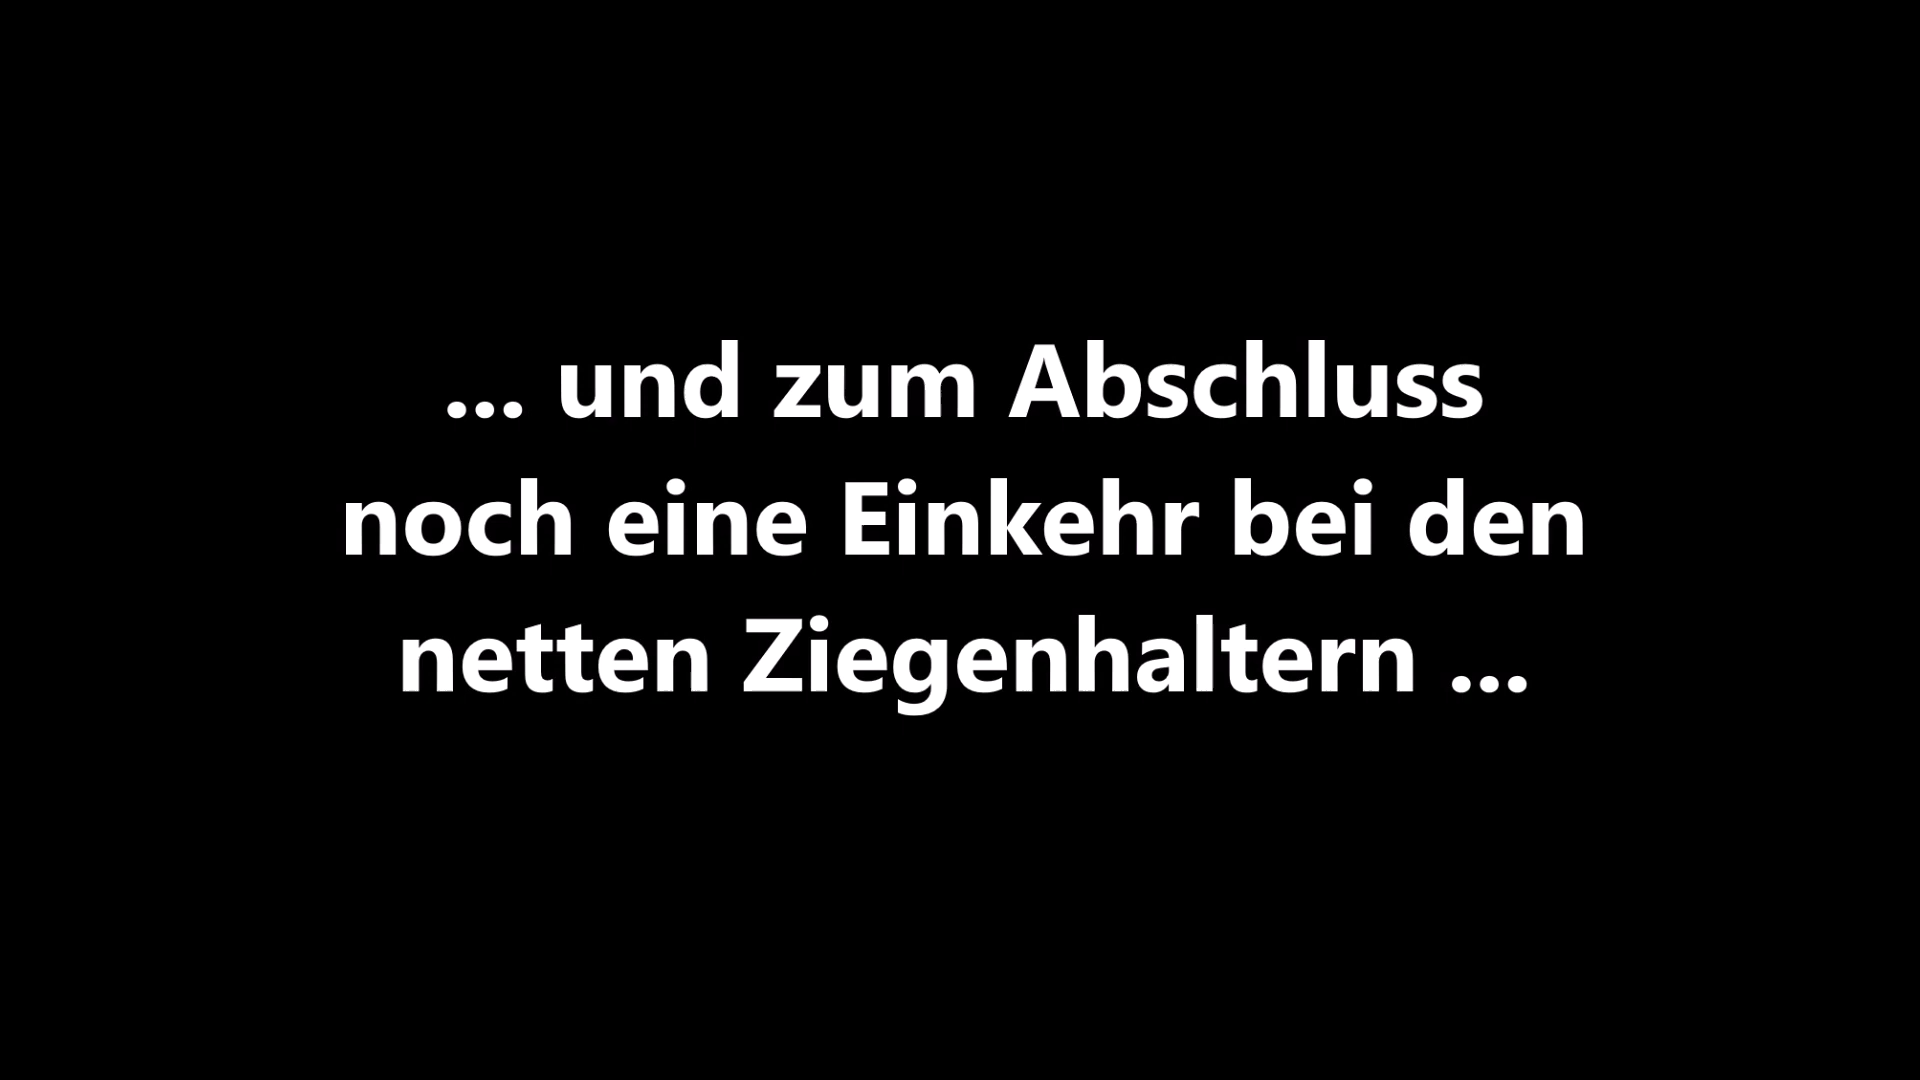 ... und zum Abschluss
noch eine Einkehr bei den
netten Ziegenhaltern ...